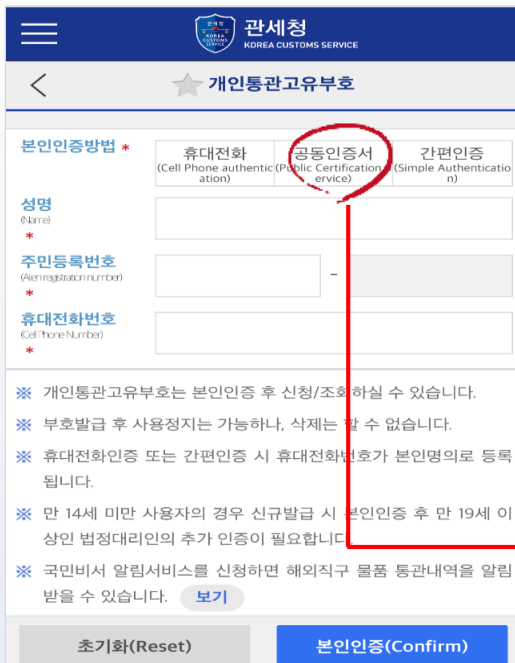 관세청
KOREA CUSTOMS SERVICE
개인통관고유부호
본인인증방법 *
휴대전화
(Cell Phone authentic
ation)
공동인증서
(Public Certification S
ervice)
간편인증
(Simple Authenticatio
n)
성명
(Name)
*
주민등록번호
(Alien registration number)
*
-
휴대전화번호
(Cell Phone Number)
*
※ 개인통관고유부호는 본인인증 후 신청/조회하실 수 있습니다.
※ 부호발급 후 사용정지는 가능하나, 삭제는 할 수 없습니다.
※ 휴대전화인증 또는 간편인증 시 휴대전화번호가 본인명의로 등록
됩니다.
※ 만 14세 미만 사용자의 경우 신규발급 시 본인인증 후 만 19세 이
상인 법정대리인의 추가 인증이 필요합니다.
※ 국민비서 알림서비스를 신청하면 해외직구 물품 통관내역을 알림
받을 수 있습니다. 보기
초기화(Reset)
본인인증(Confirm)